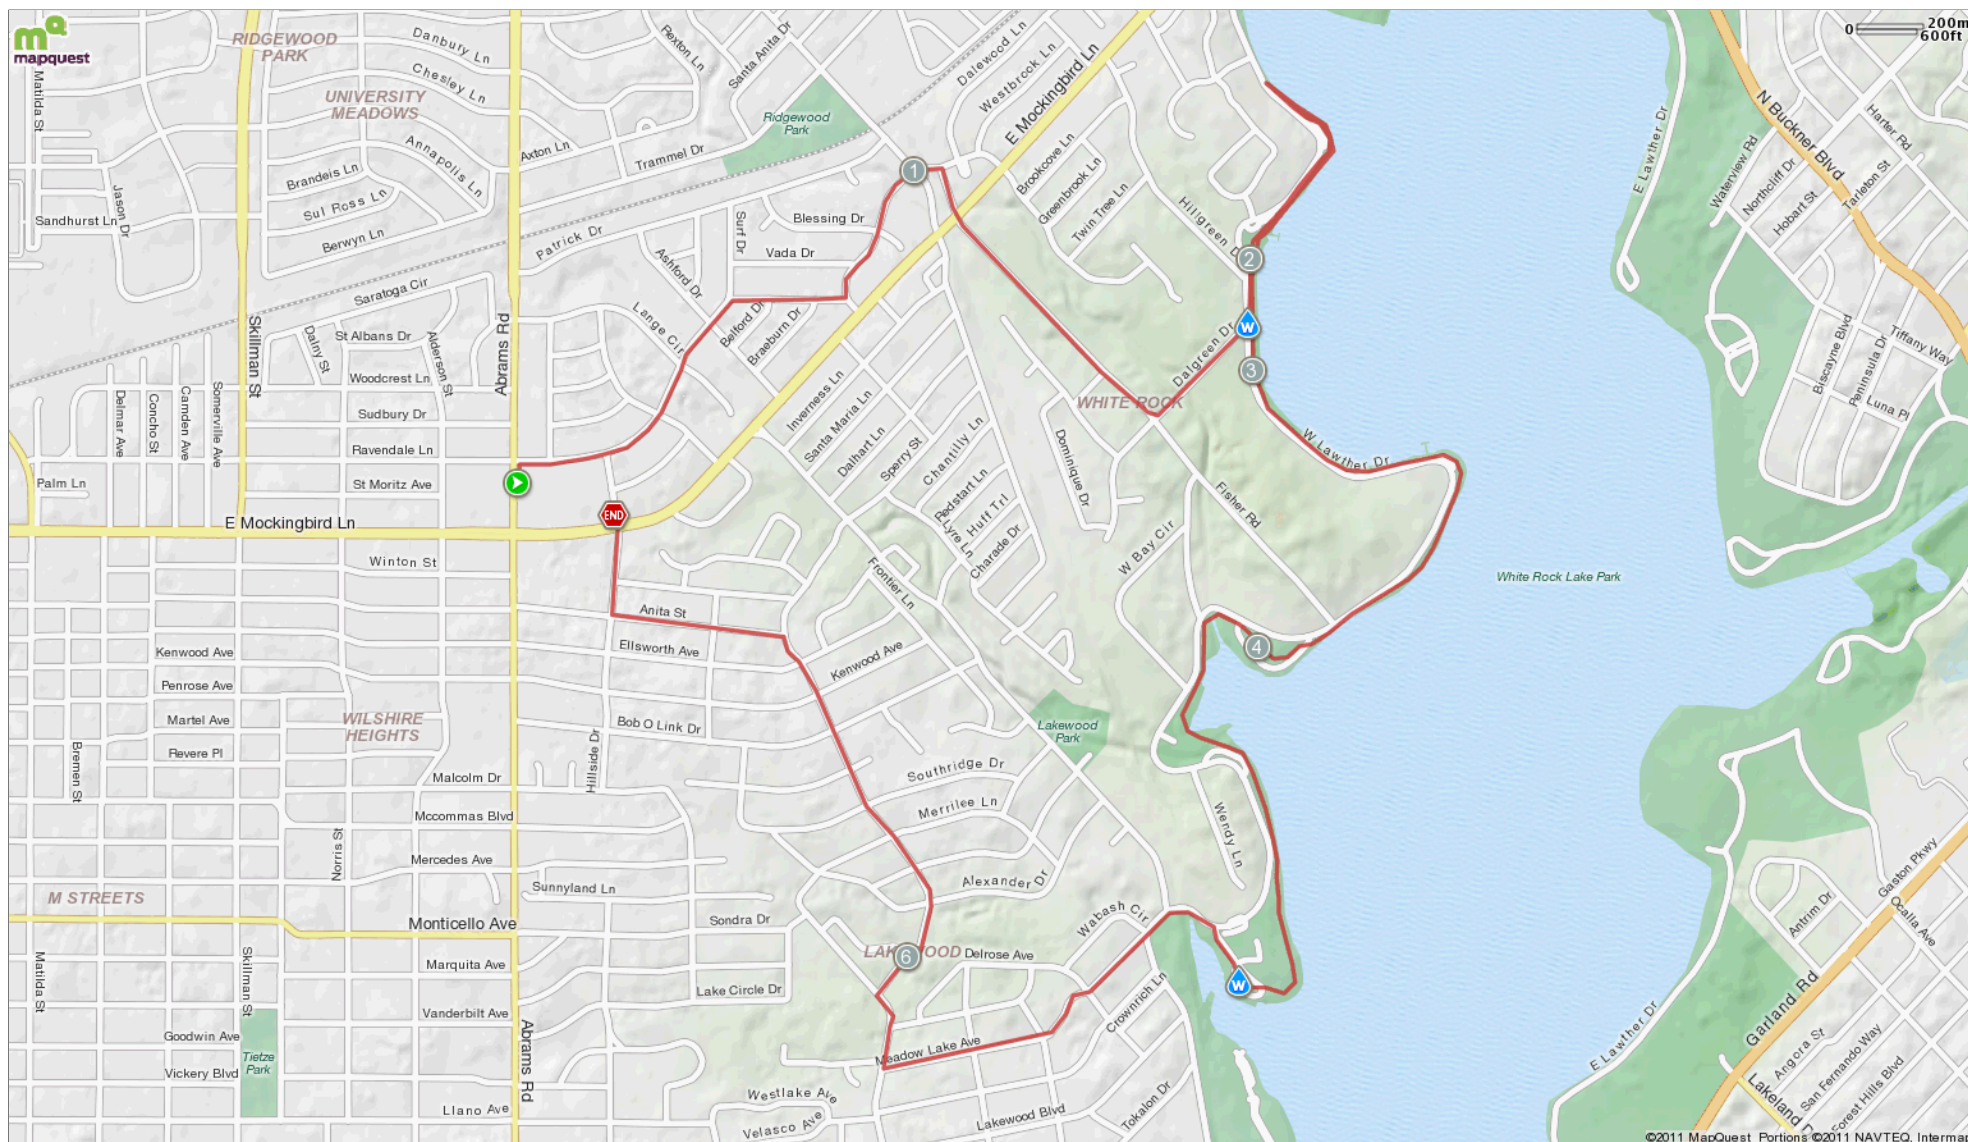 mapquest
200m
0
600ft
RIDGEWOOD
PARK
Danbury Ln
Chesley Ln
UNIVERSITY
MEADOWS
Annapolis Ln
Brandeis Ln
Sul Ross Ln
Berwyn Ln
Matilda St
Jason Dr
Sandhurst Ln
Rexton Ln
Santa Anita Dr
Ridgewood
Park
Axton Ln
Trammel Dr
Dalewood Ln
Westbrook Ln
E Mockingbird Ln
Brookcove Ln
Greenbrook Ln
Twin Tree Ln
Hillgreen D
1
Surf Dr
Blessing Dr
Vada Dr
Patrick Dr
Ashford Dr
Saratoga Cir
Lange Cir
Belford Dr
Braeburn Dr
Skillman St
Dalny St
St Albans Dr
Alderson St
Abrams Rd
Woodcrest Ln
Sudbury Dr
Ravendale Ln
St Moritz Ave
Delmar Ave
Concho St
Camden Ave
Somerville Ave
Palm Ln
E Mockingbird Ln
END
Winton St
Anita St
Ellsworth Ave
Kenwood Ave
Kenwood Ave
Penrose Ave
Martel Ave
Revere Pl
Bremen St
WILSHIRE
HEIGHTS
Bob O Link Dr
Hillside Dr
Malcolm Dr
Mccommas Blvd
Norris St
Mercedes Ave
Sunnyland Ln
M STREETS
Monticello Ave
Sondra Dr
Marquita Ave
Lake Circle Dr
Vanderbilt Ave
Matilda St
Skillman St
Goodwin Ave
Vickery Blvd
Tietze
Park
Abrams Rd
Llano Ave
Inverness Ln
Santa Maria Ln
Dalhart Ln
Sperry St
Chantilly Ln
Redstart Ln
Huff Trl
Lyre Ln
Charade Dr
Frontier Ln
Dominique Dr
WHITE ROCK
Dalgreen Dr
2
W
3
W Lawther Dr
Fisher Rd
W Bay Cir
4
White Rock Lake Park
Lakewood
Park
Southridge Dr
Merrilee Ln
Alexander Dr
Wendy Ln
Wabash Cir
LAKEWOOD
6
Delrose Ave
Crownrich Ln
W
Meadow Lake Ave
Westlake Ave
Velasco Ave
Lakewood Blvd
Tokalon Dr
E Lawther Dr
N Buckner Blvd
Harter Rd
Waterview Rd
Northcliff Dr
Hobart St
Tarleton St
Tiffany Way
Biscayne Blvd
Peninsula Dr
Luna Pl
Gaston Pkwy
Ocalla Ave
Antrim Dr
Garland Rd
E Lawther Dr
Angora St
San Fernando Way
Forest Hills Blvd
Lakeland D
©2011 MapQuest Portions ©2011 NAVTEQ, Intermap